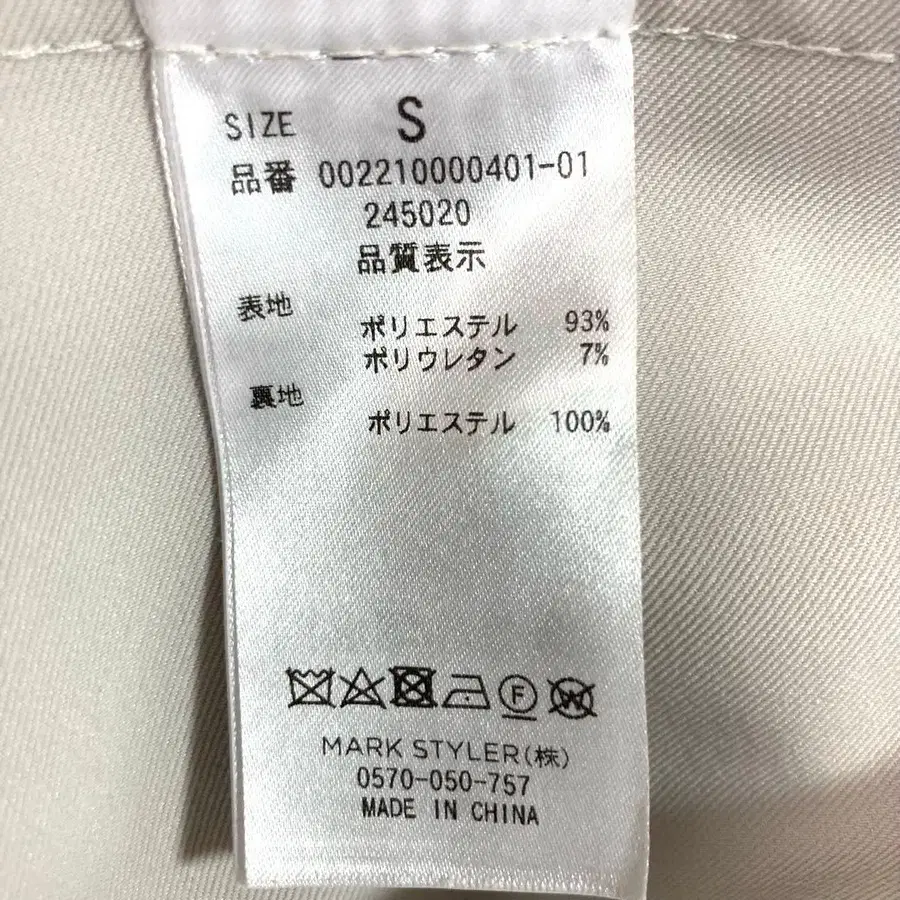 SIZE S
品番 002210000401-01
245020
品質表示
表地
ポリエステル 93%
ポリウレタン 7%
裏地
ポリエステル 100%
F W
MARK STYLER(株)
0570-050-757
MADE IN CHINA